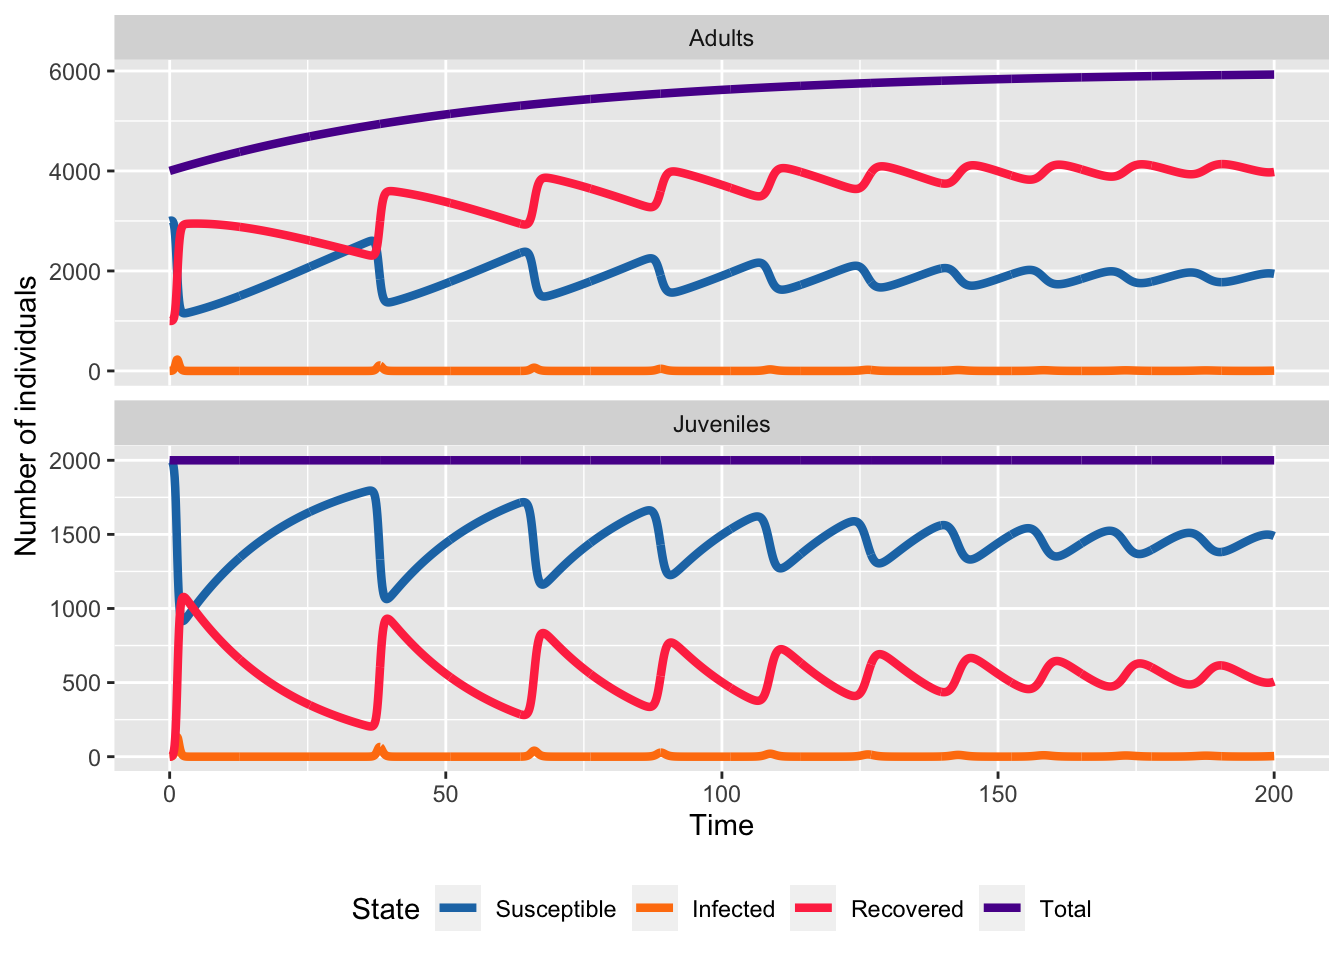 Adults
6000
4000
2000
0
Juveniles
2000
1500
1000
500
0
Number of individuals
0 50 100 150 200
Time
State Susceptible Infected Recovered Total